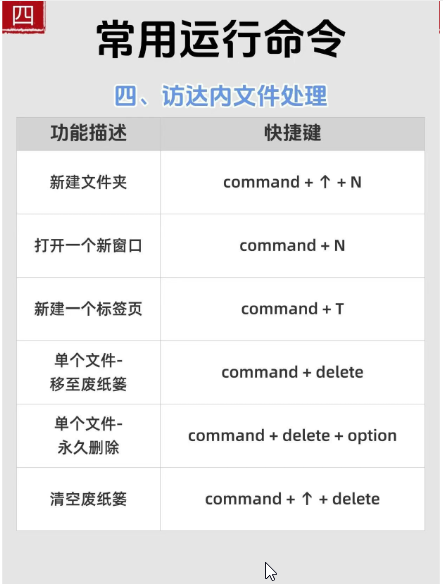 四
常用运行命令
四、访达内文件处理
功能描述 快捷键
新建文件夹 command + ↑ + N
打开一个新窗口 command + N
新建一个标签页 command + T
单个文件-
移至废纸篓 command + delete
单个文件-
永久删除 command + delete + option
清空废纸篓 command + ↑ + delete